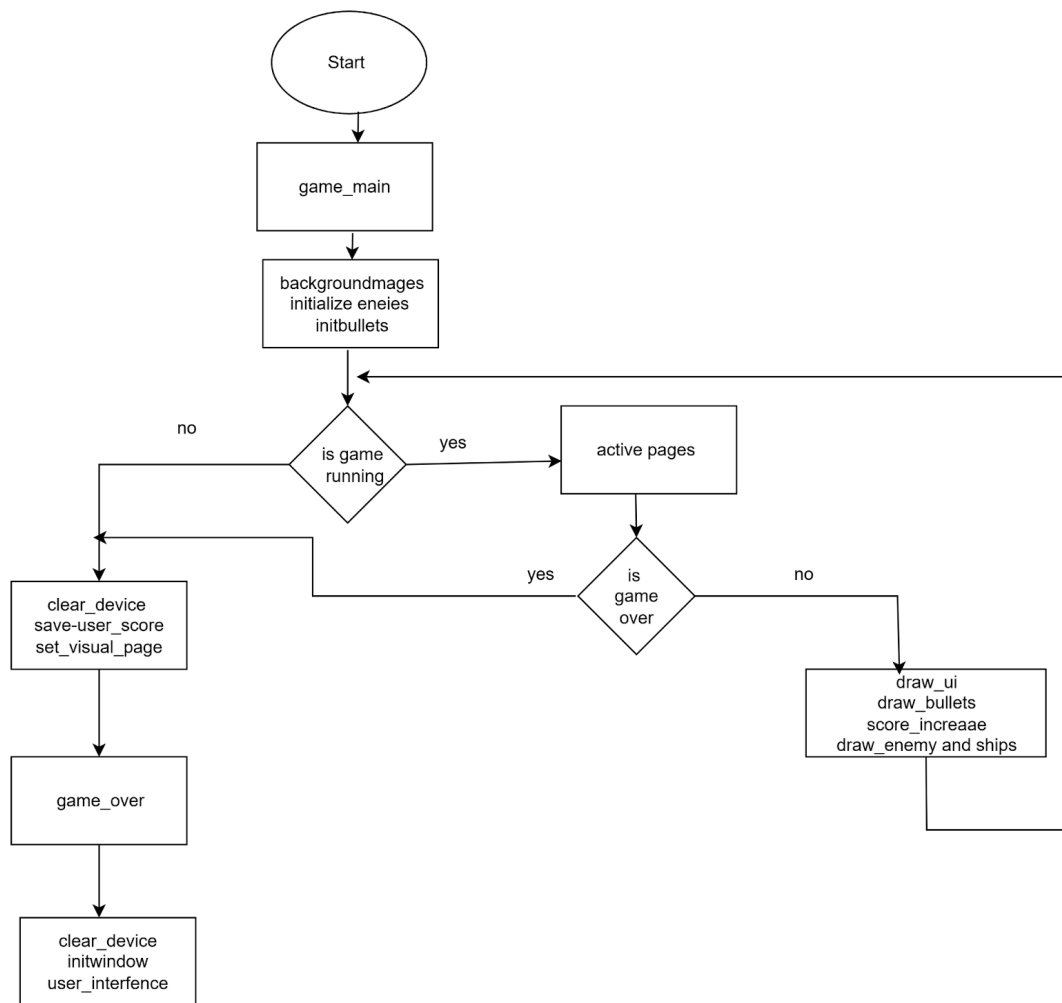 Start
game_main
backgroundmages
initialize eneies
initbullets
no
is game
running
yes
active pages
yes
is
game
over
no
clear_device
save-user_score
set_visual_page
draw_ui
draw_bullets
score_increaae
draw_enemy and ships
game_over
clear_device
initwindow
user_interfence